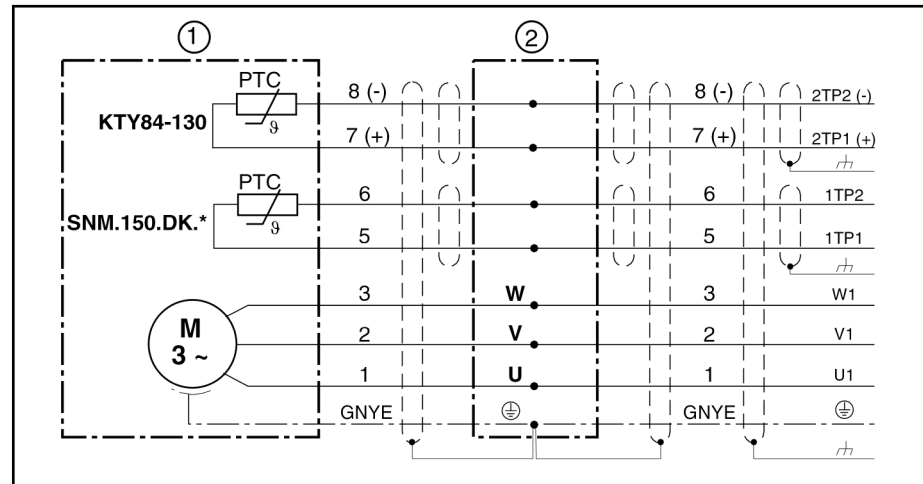 1 2
PTC 8 (-) 8 (-) 2TP2 (-)
KTY84-130 ϑ 7 (+) 7 (+) 2TP1 (+)
PTC 6 6 1TP2
SNM.150.DK.* ϑ 5 5 1TP1
3 W 3 W1
M
3 ~ 2 V 2 V1
1 U 1 U1
GNYE GNYE